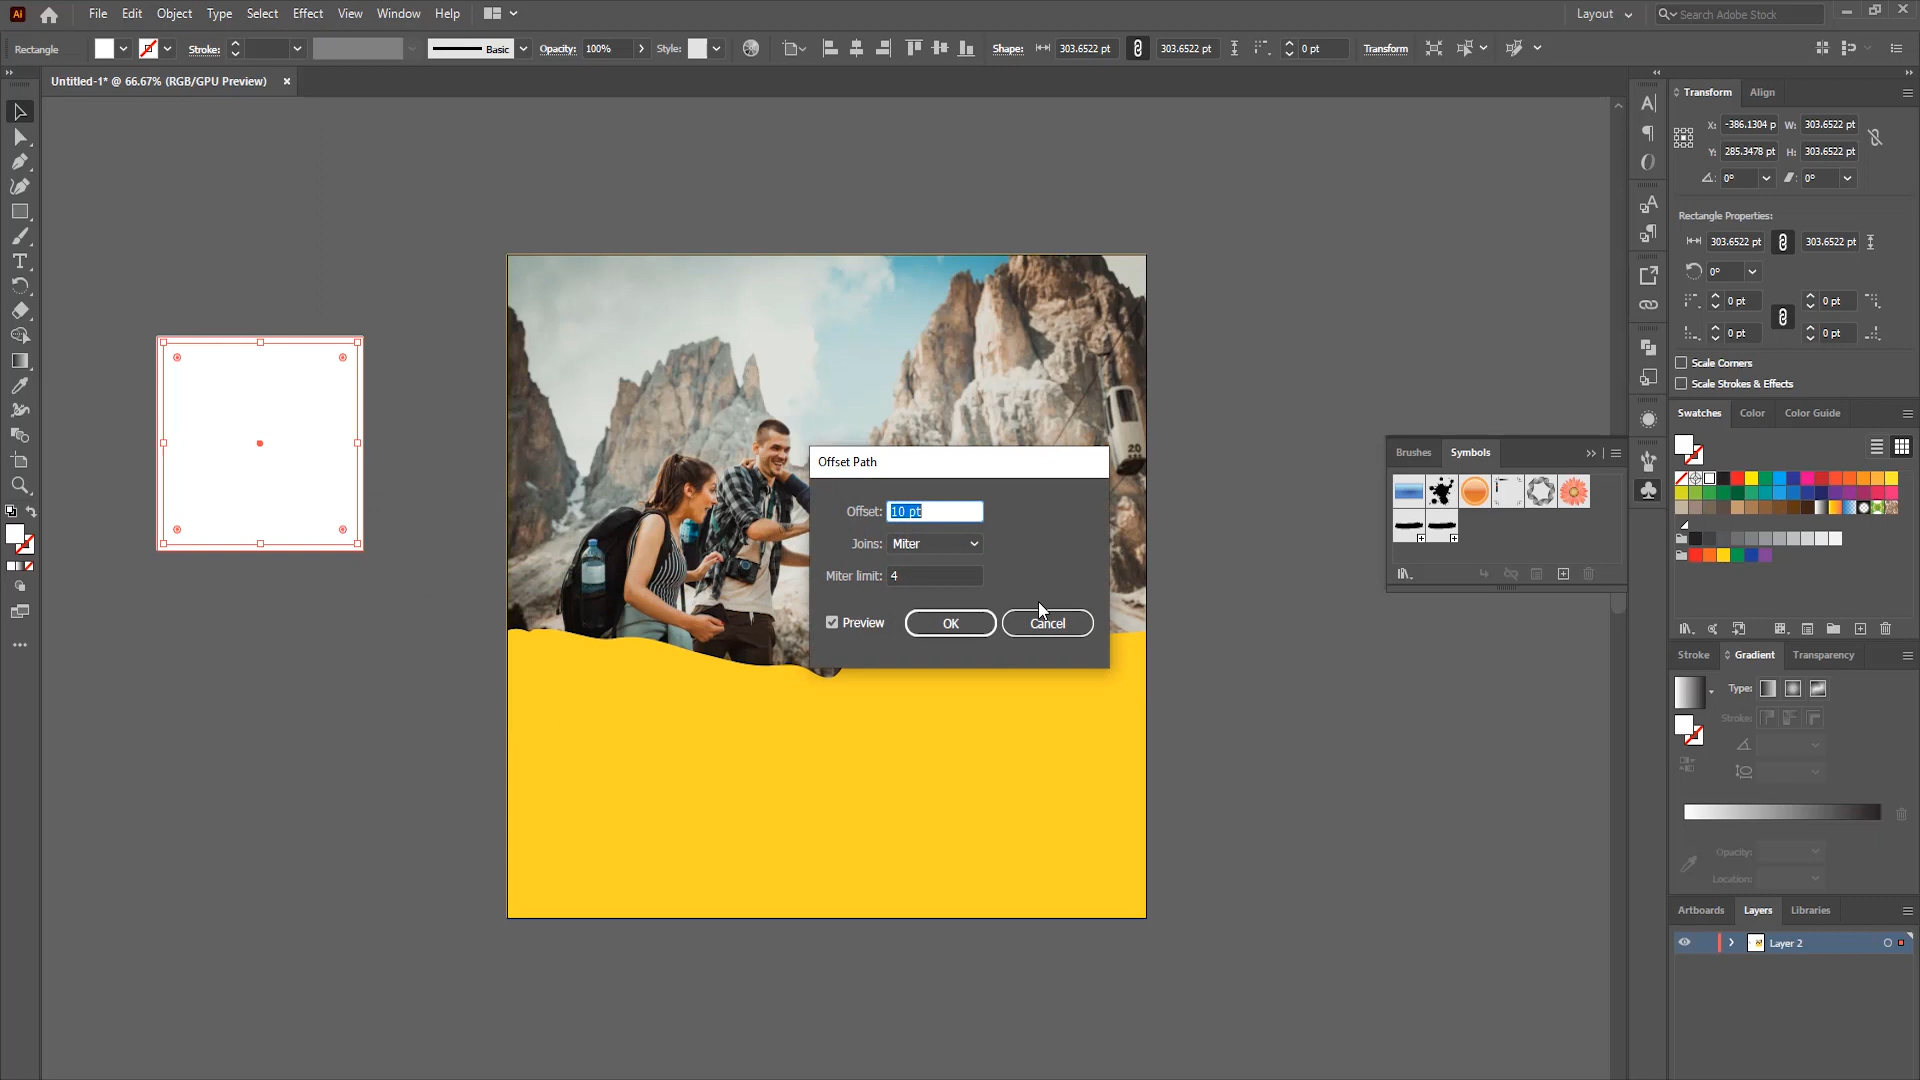 Ai File Edit Object Type Select Effect View Window Help Layout Search Adobe Stock
Rectangle Stroke: Basic Opacity: 100% Style: Shape: 303.6522 pt 303.6522 pt 0 pt Transform
Untitled-1* @ 66.67% (RGB/GPU Preview)
Transform Align
X: -386.1304 p W: 303.6522 pt
Y: 285.3478 pt H: 303.6522 pt
0° 0°
Rectangle Properties:
303.6522 pt 303.6522 pt
0°
0 pt 0 pt
0 pt 0 pt
Scale Corners
Scale Strokes & Effects
Swatches Color Color Guide
Brushes Symbols
20
Offset Path
Offset: 10 pt
Joins: Miter
Miter limit: 4
Preview OK Cancel
Stroke Gradient Transparency
Type:
Stroke:
Opacity:
Location:
Artboards Layers Libraries
Layer 2